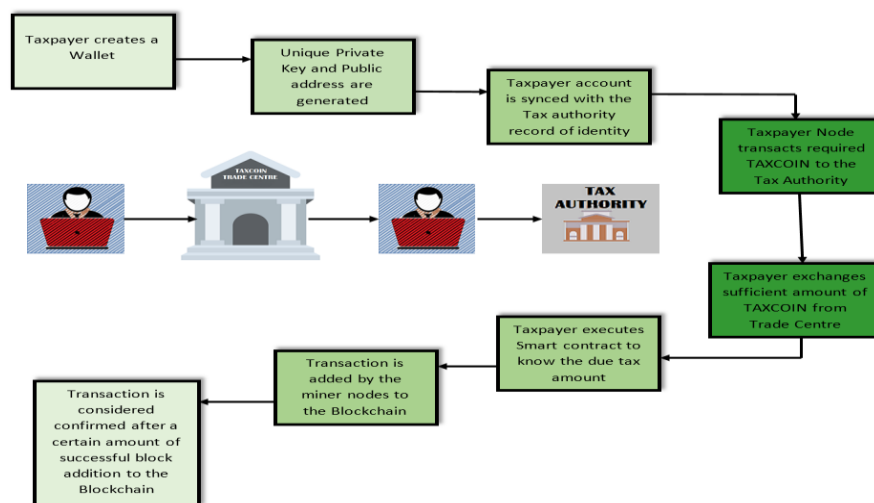 Taxpayer creates a
Wallet
Unique Private
Key and Public
address are
generated
Taxpayer account
is synced with the
Tax authority
record of identity
Taxpayer Node
transacts required
TAXCOIN to the
Tax Authority
TAXCOIN
TRADE CENTRE
TAX
AUTHORITY
Taxpayer exchanges
sufficient amount of
TAXCOIN from
Trade Centre
Taxpayer executes
Smart contract to
know the due tax
amount
Transaction is
added by the
miner nodes to
the Blockchain
Transaction is
considered
confirmed after a
certain amount of
successful block
addition to the
Blockchain